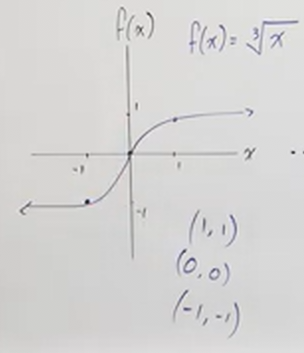 f(x)
f(x) = ∛x
1
x
-1
1
-1
(1, 1)
(0, 0)
(-1, -1)